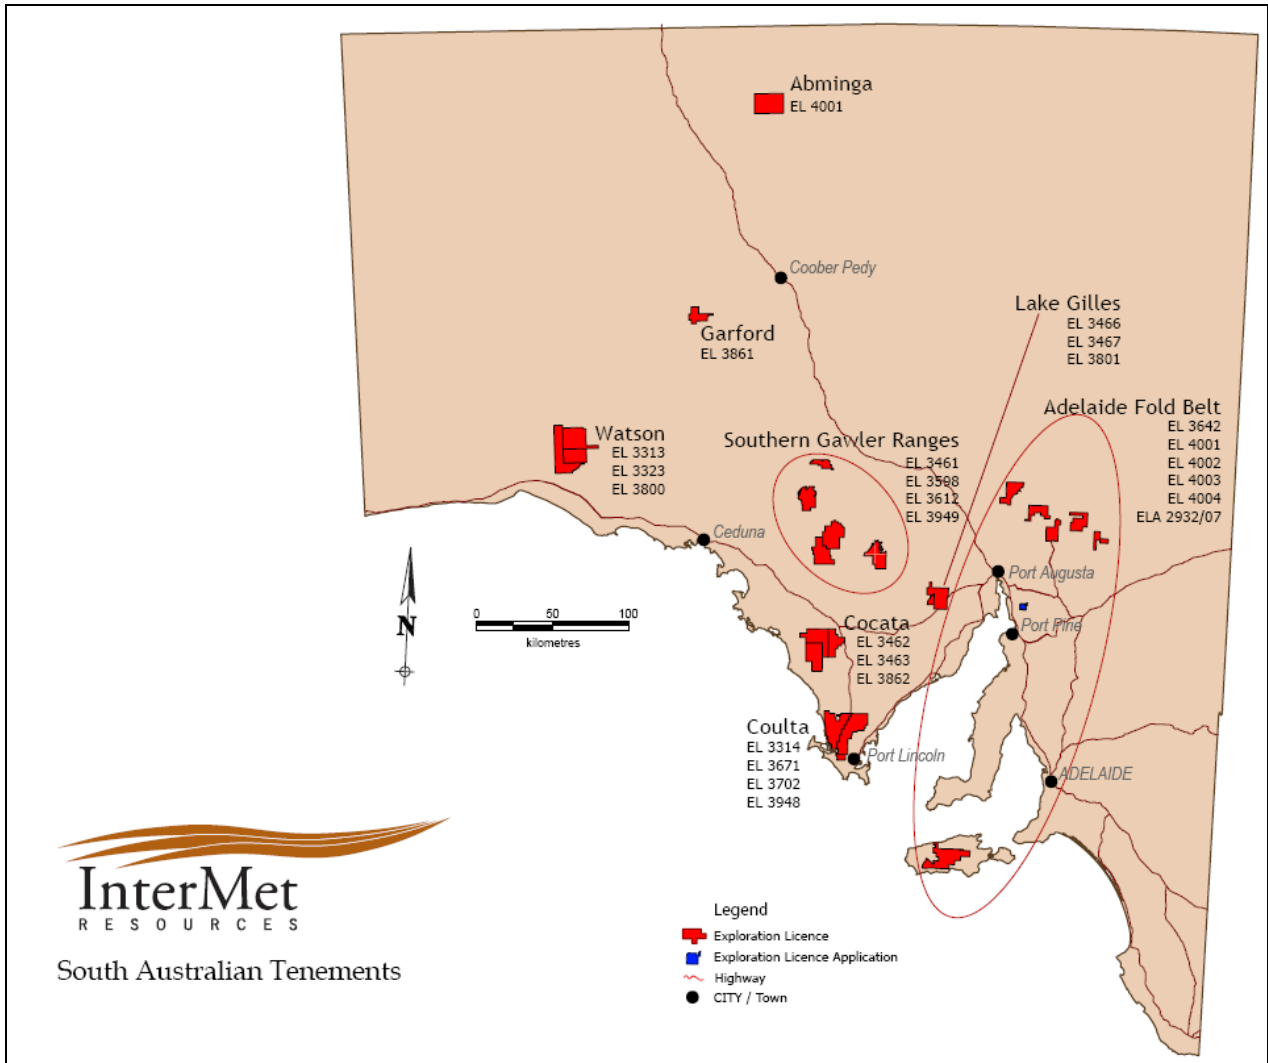 Abminga
EL 4001
Coober Pedy
Lake Gilles
EL 3466
EL 3467
EL 3801
Garford
EL 3861
Adelaide Fold Belt
EL 3642
EL 4001
EL 4002
EL 4003
EL 4004
ELA 2932/07
Watson
EL 3313
EL 3323
EL 3800
Southern Gawler Ranges
EL 3461
EL 3598
EL 3612
EL 3949
Ceduna
Port Augusta
N
0 50 100
kilometres
Cocata
EL 3462
EL 3463
EL 3862
Port Pirie
Coulta
EL 3314
EL 3671
EL 3702
EL 3948
Port Lincoln
ADELAIDE
InterMet
RESOURCES
South Australian Tenements
Legend
Exploration Licence
Exploration Licence Application
Highway
CITY / Town